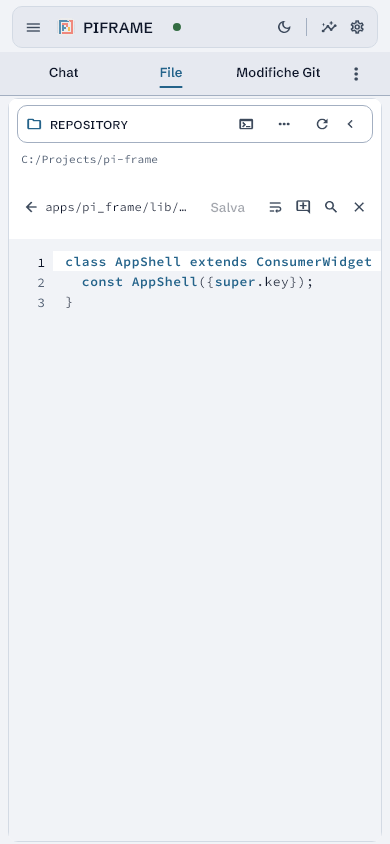 PIFRAME
Chat File Modifiche Git
REPOSITORY
C:/Projects/pi-frame
apps/pi_frame/lib/… Salva
1 class AppShell extends ConsumerWidget
2 const AppShell({super.key});
3 }